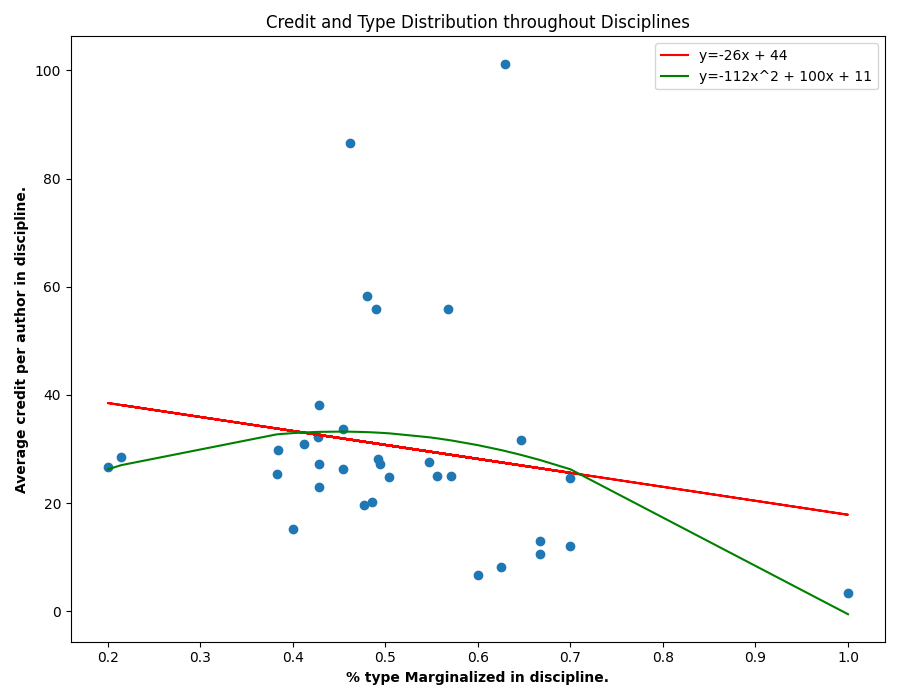 Credit and Type Distribution throughout Disciplines
y=-26x + 44
y=-112x^2 + 100x + 11
100
80
60
40
20
0
Average credit per author in discipline.
0.2 0.3 0.4 0.5 0.6 0.7 0.8 0.9 1.0
% type Marginalized in discipline.